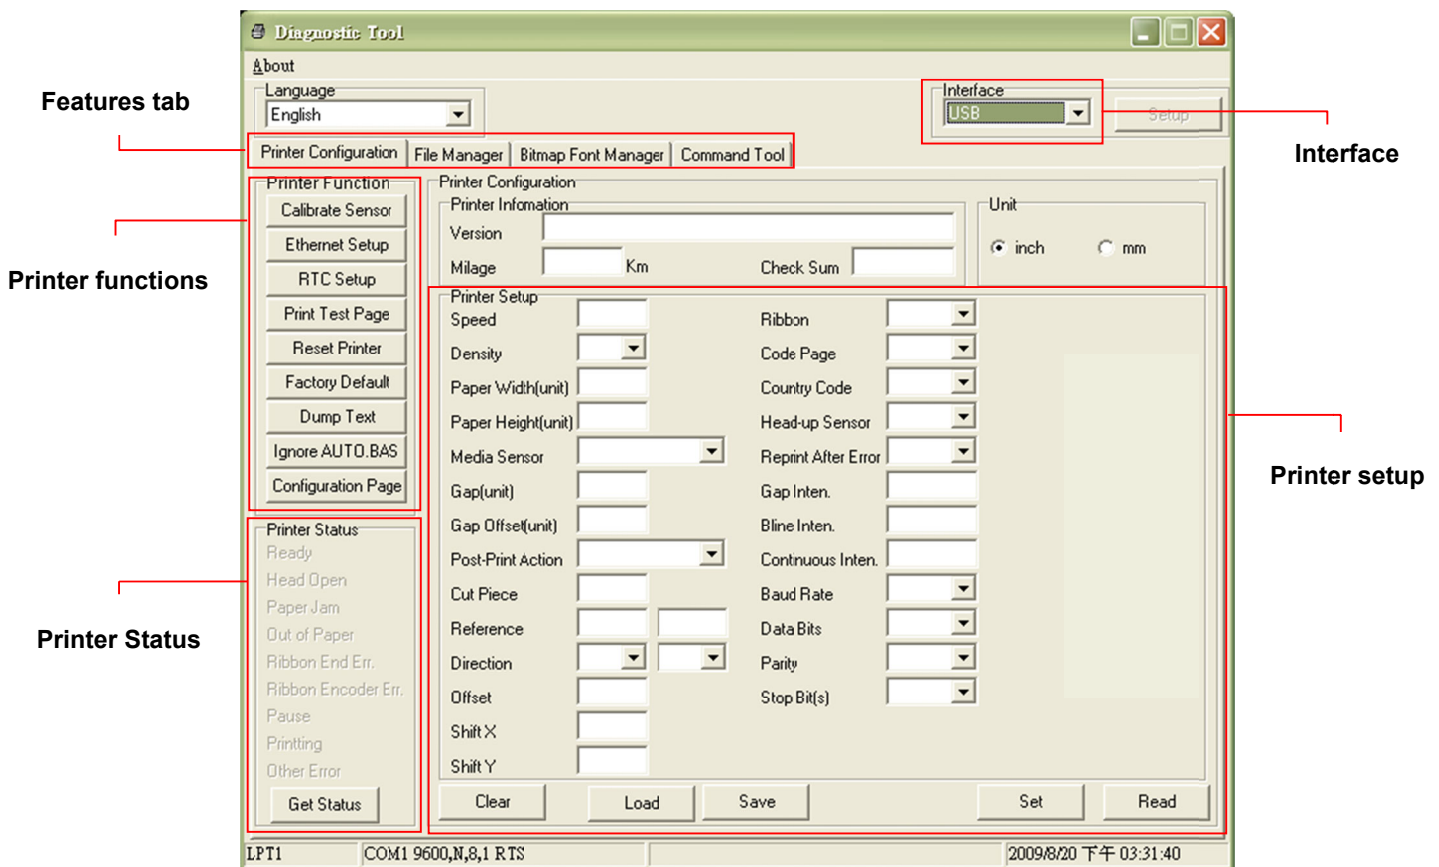 Diagnostic Tool
About
Language
English
Interface
USB
Setup
Features tab
Interface
Printer Configuration
File Manager
Bitmap Font Manager
Command Tool
Printer Function
Calibrate Sensor
Ethernet Setup
RTC Setup
Print Test Page
Reset Printer
Factory Default
Dump Text
Ignore AUTO.BAS
Configuration Page
Printer functions
Printer Configuration
Printer Infomation
Version
Milage
Km
Check Sum
Unit
inch
mm
Printer Setup
Speed
Density
Paper Width(unit)
Paper Height(unit)
Media Sensor
Gap(unit)
Gap Offset(unit)
Post-Print Action
Cut Piece
Reference
Direction
Offset
Shift X
Shift Y
Ribbon
Code Page
Country Code
Head-up Sensor
Reprint After Error
Gap Inten.
Bline Inten.
Continuous Inten.
Baud Rate
Data Bits
Parity
Stop Bit(s)
Printer setup
Printer Status
Ready
Head Open
Paper Jam
Out of Paper
Ribbon End Err.
Ribbon Encoder Err.
Pause
Printting
Other Error
Get Status
Printer Status
Clear
Load
Save
Set
Read
LPT1
COM1 9600,N,8,1 RTS
2009/8/20 下午 03:31:40